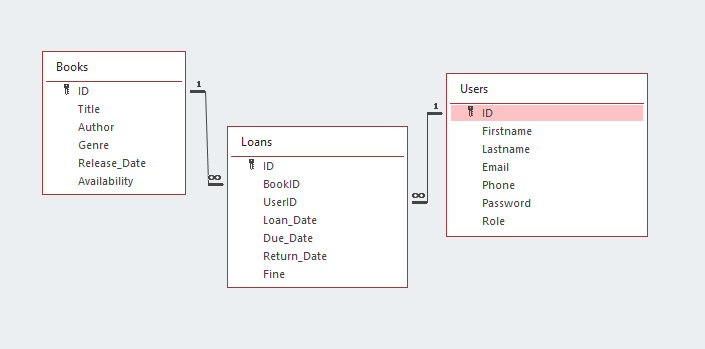 Books
ID
Title
Author
Genre
Release_Date
Availability
1
∞
Loans
ID
BookID
UserID
Loan_Date
Due_Date
Return_Date
Fine
∞
1
Users
ID
Firstname
Lastname
Email
Phone
Password
Role